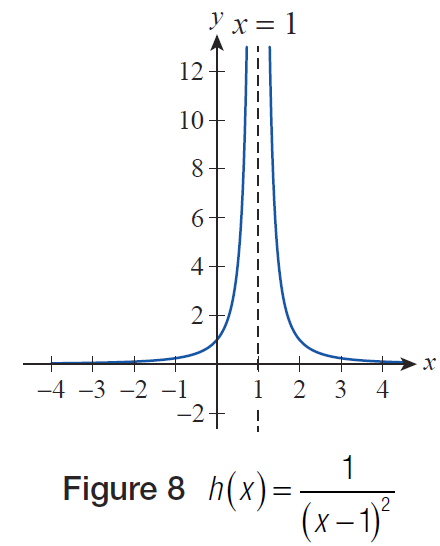 y x = 1
12
10
8
6
4
2
x
–4 –3 –2 –1 1 2 3 4
–2
Figure 8 h(x) = 1/(x – 1)²